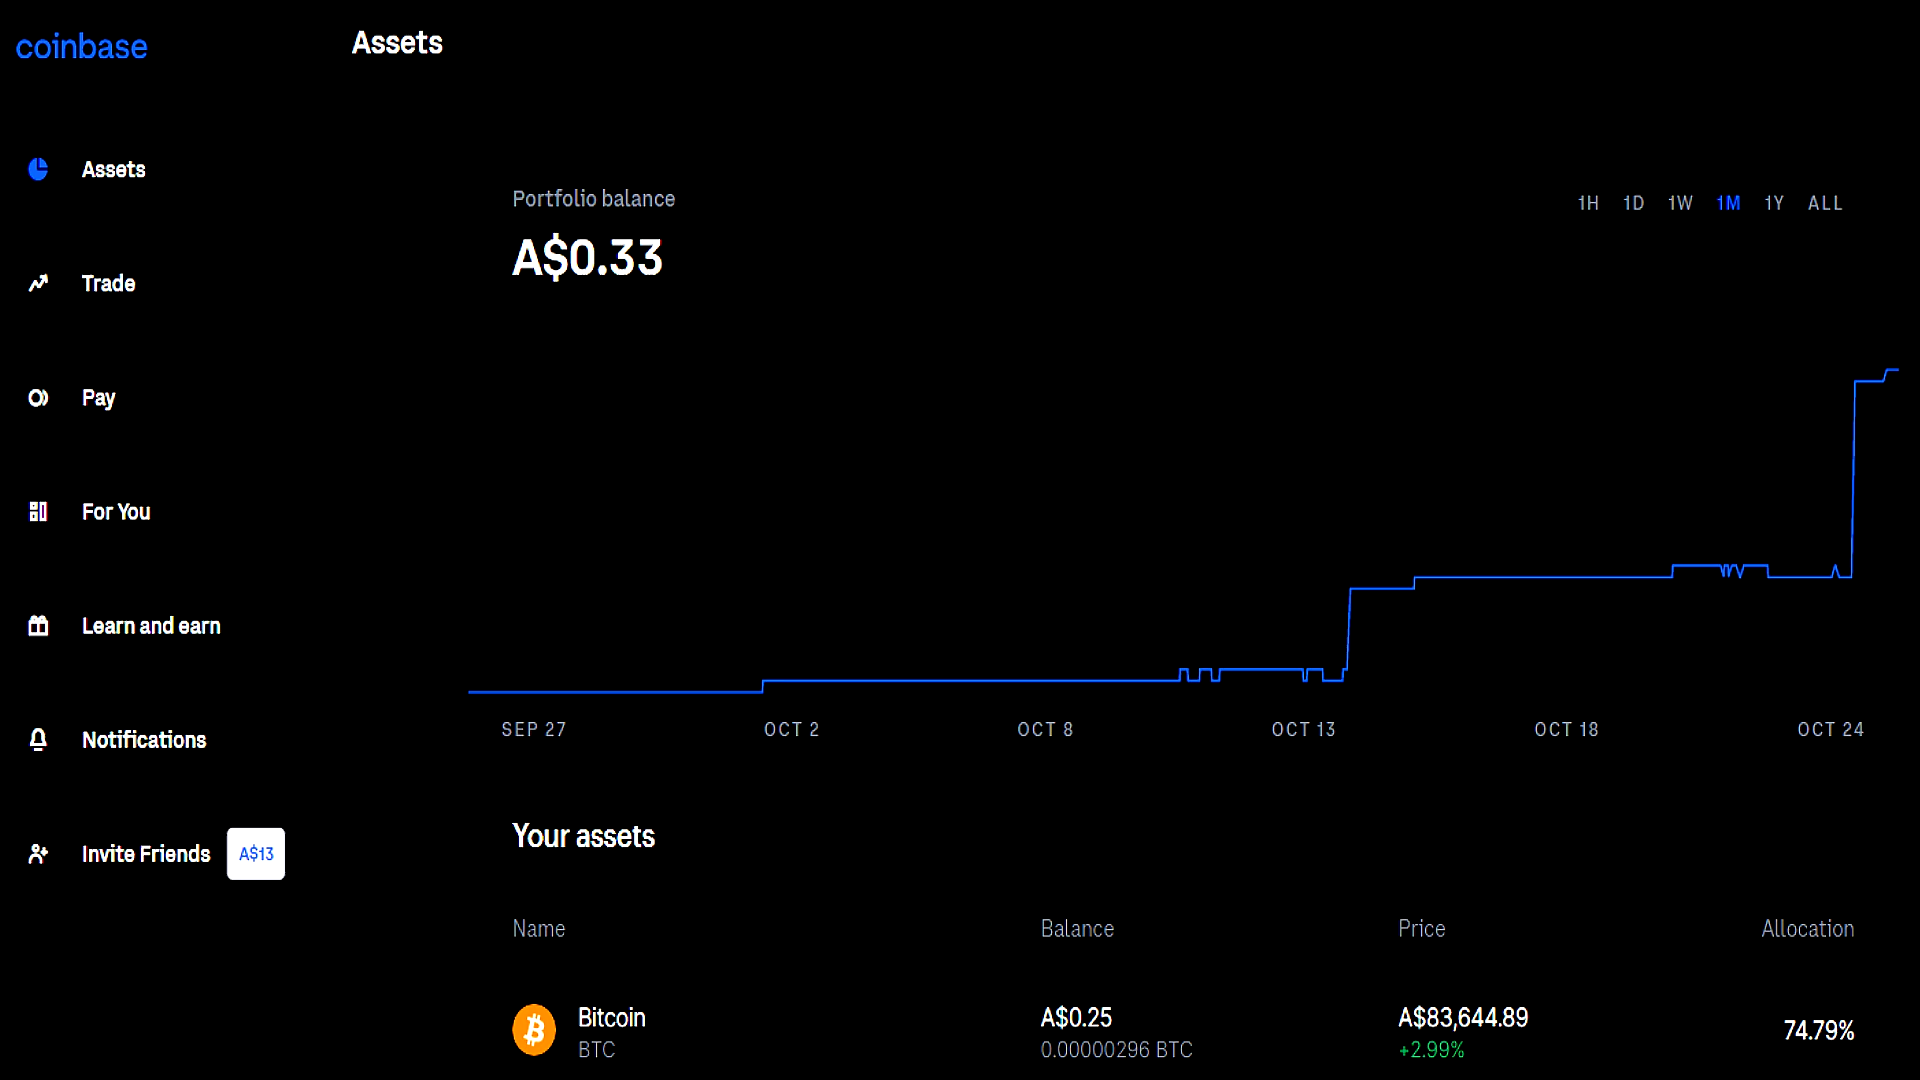 coinbase
Assets
Assets
Trade
Pay
For You
Learn and earn
Notifications
Invite Friends A$13
Portfolio balance
A$0.33
1H 1D 1W 1M 1Y ALL
SEP 27 OCT 2 OCT 8 OCT 13 OCT 18 OCT 24
Your assets
Name Balance Price Allocation
Bitcoin A$0.25 A$83,644.89 74.79%
BTC 0.00000296 BTC +2.99%